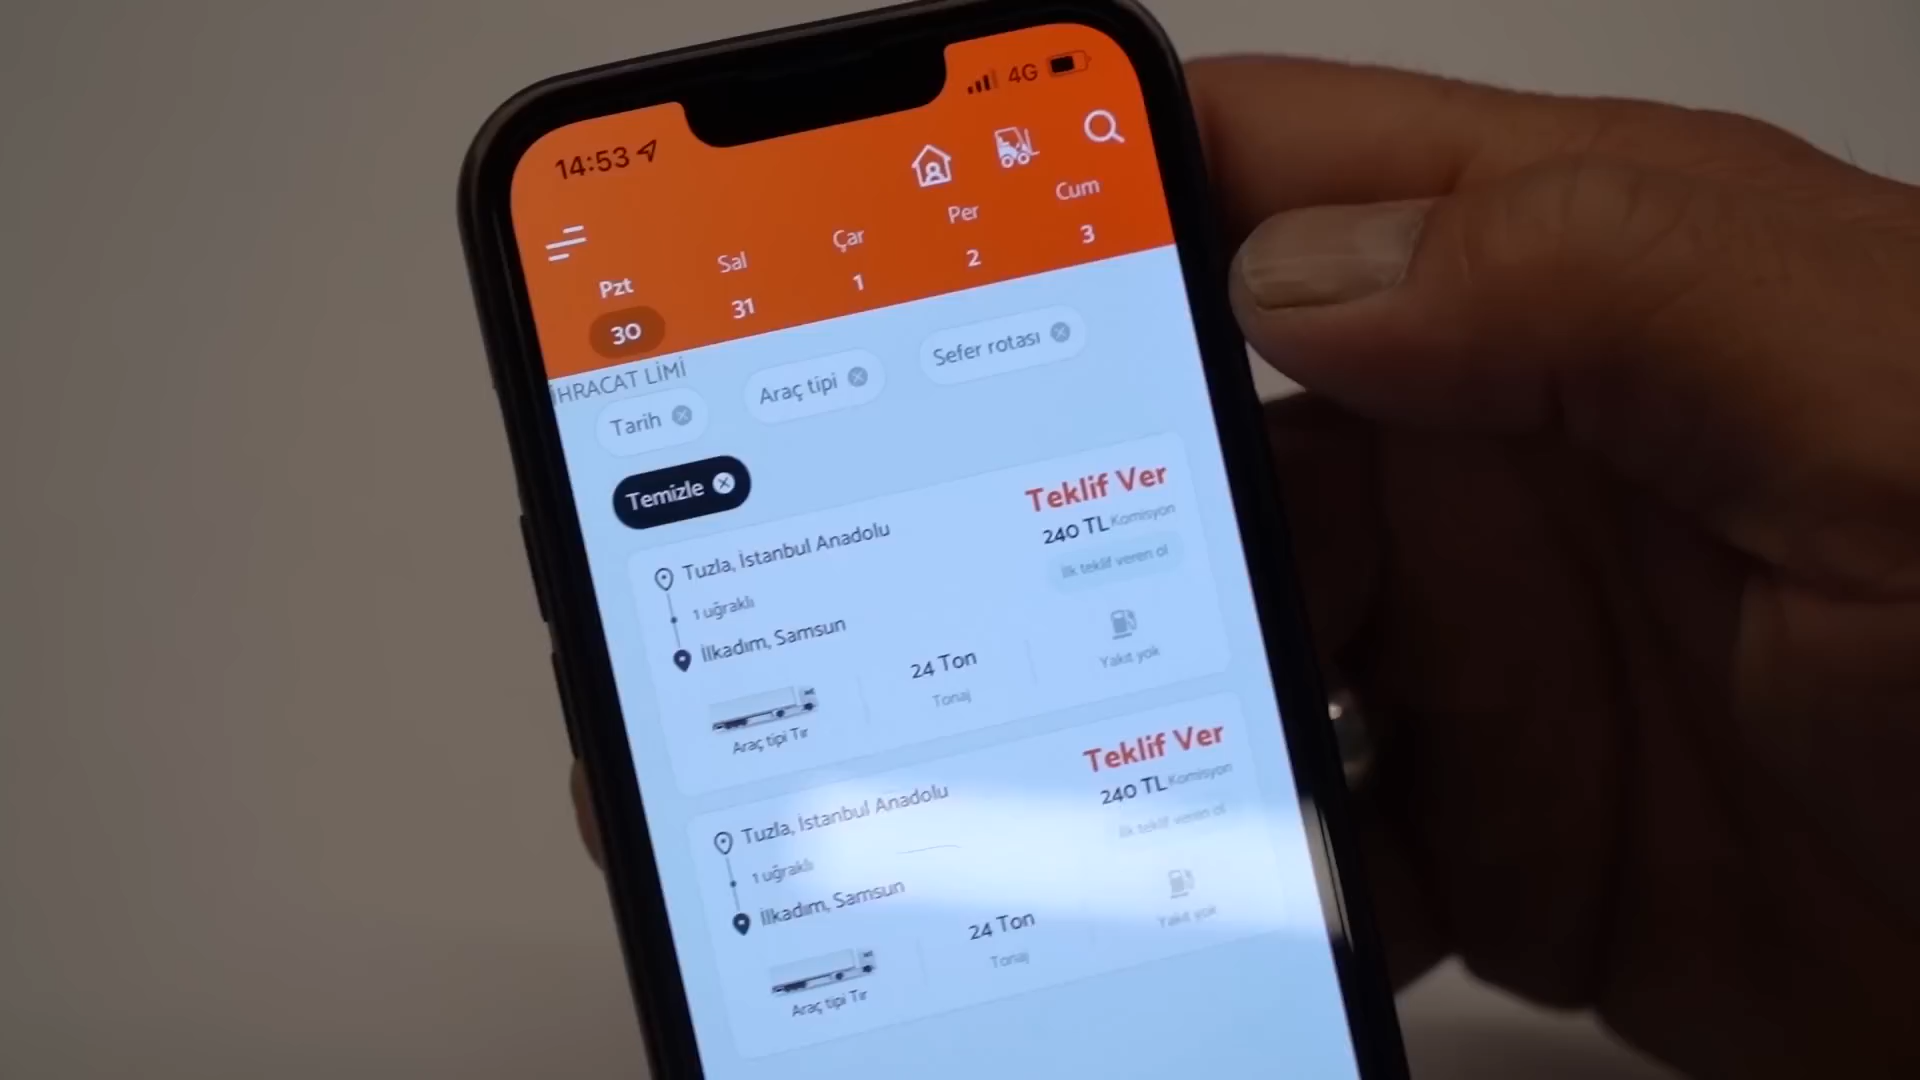 14:53
4G
Pzt Sal Çar Per Cum
30 31 1 2 3
İHRACAT LİMİ
Tarih Araç tipi Sefer rotası
Temizle
Teklif Ver
240 TL Komisyon
İlk teklif veren ol
Tuzla, İstanbul Anadolu
1 uğraklı
İlkadım, Samsun
Araç tipi Tır
24 Ton
Tonaj
Yakıt yok
Teklif Ver
240 TL Komisyon
İlk teklif veren ol
Tuzla, İstanbul Anadolu
1 uğraklı
İlkadım, Samsun
Araç tipi Tır
24 Ton
Tonaj
Yakıt yok